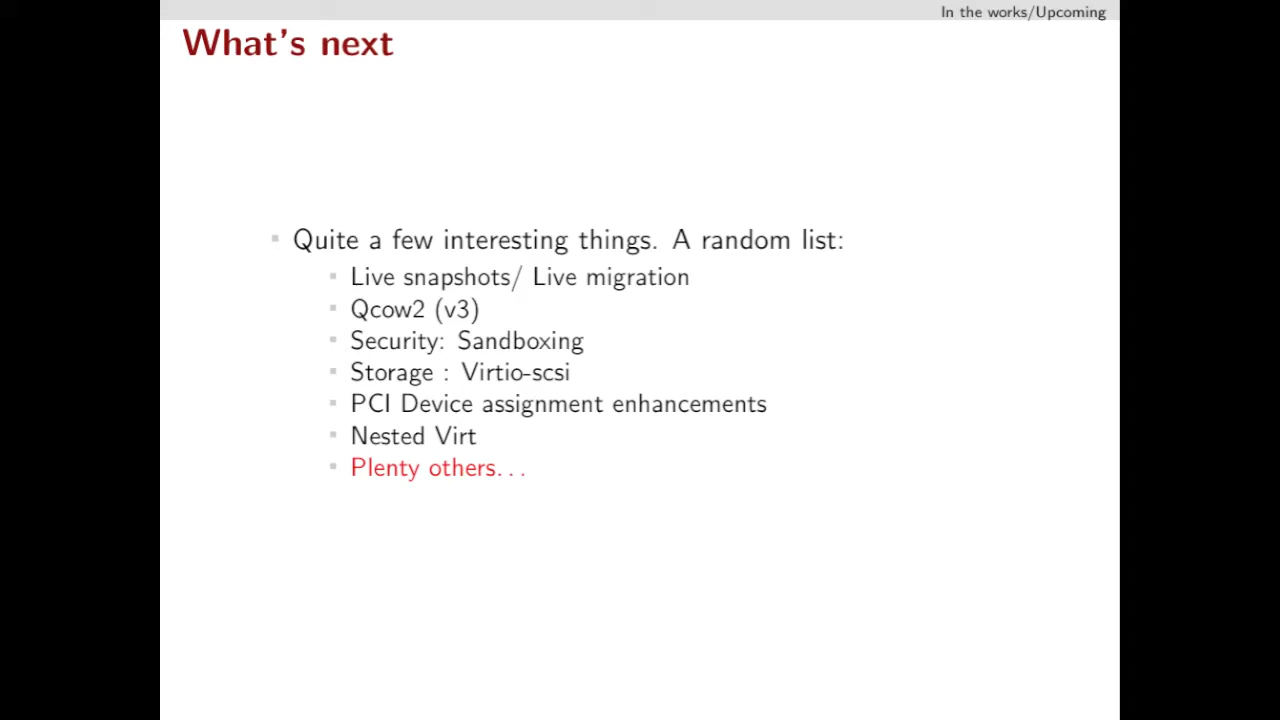 In the works/Upcoming
What's next
Quite a few interesting things. A random list:
Live snapshots/ Live migration
Qcow2 (v3)
Security: Sandboxing
Storage : Virtio-scsi
PCI Device assignment enhancements
Nested Virt
Plenty others...